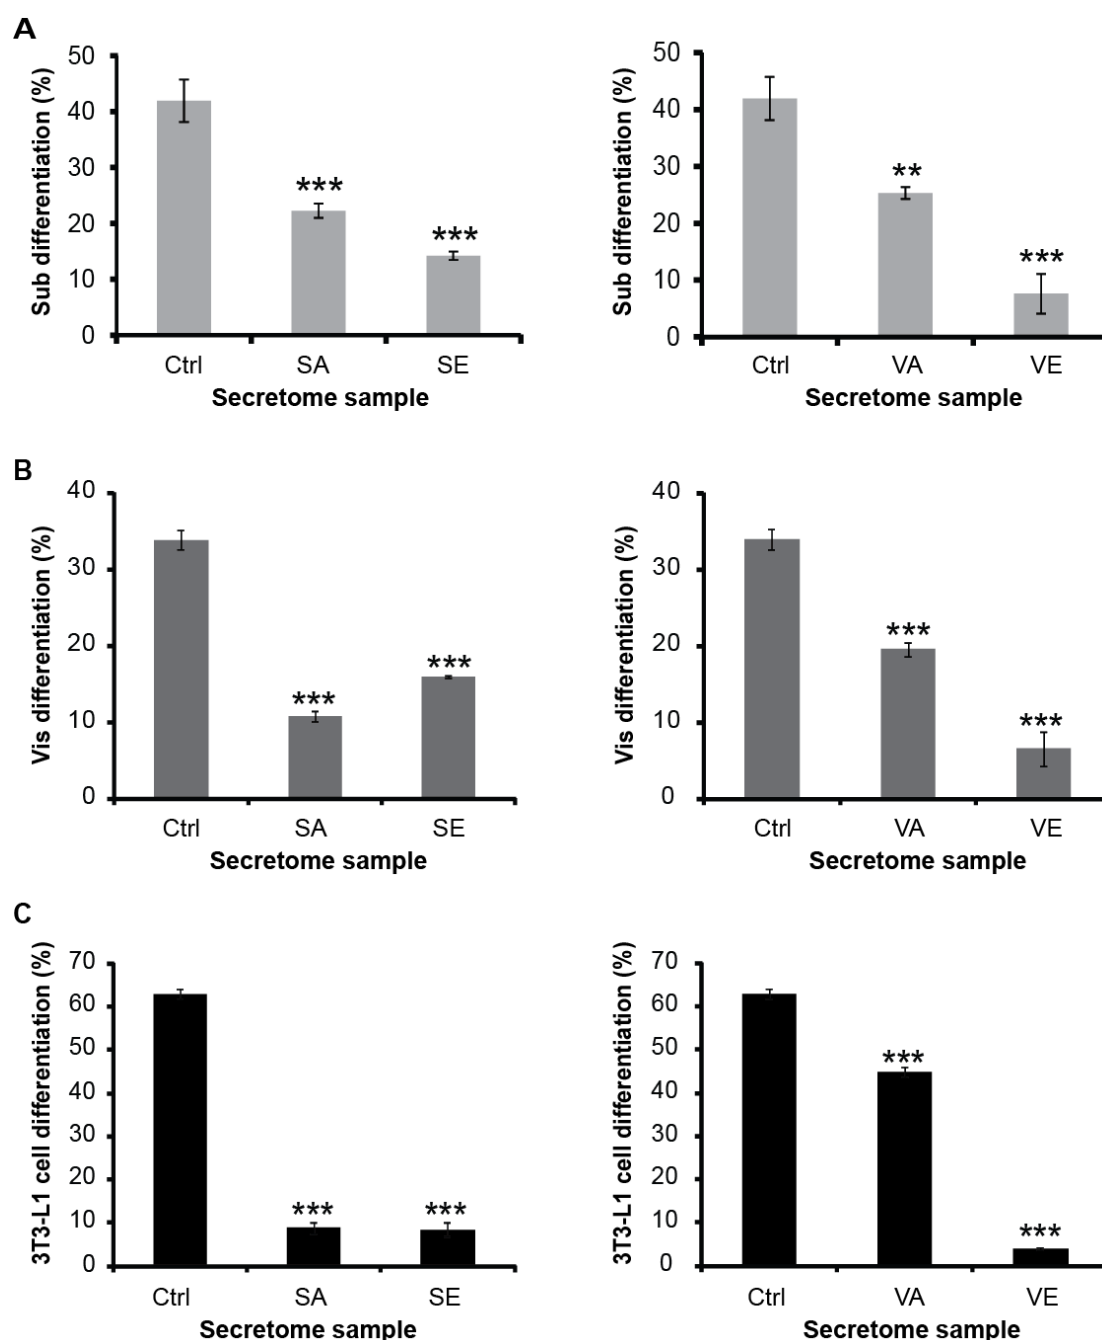 A
Sub differentiation (%)
50
40
30
20
10
0
***
***
Ctrl SA SE
Secretome sample
Sub differentiation (%)
50
40
30
20
10
0
**
***
Ctrl VA VE
Secretome sample
B
Vis differentiation (%)
40
30
20
10
0
***
***
Ctrl SA SE
Secretome sample
Vis differentiation (%)
40
30
20
10
0
***
***
Ctrl VA VE
Secretome sample
C
3T3-L1 cell differentiation (%)
70
60
50
40
30
20
10
0
***
***
Ctrl SA SE
Secretome sample
3T3-L1 cell differentiation (%)
70
60
50
40
30
20
10
0
***
***
Ctrl VA VE
Secretome sample